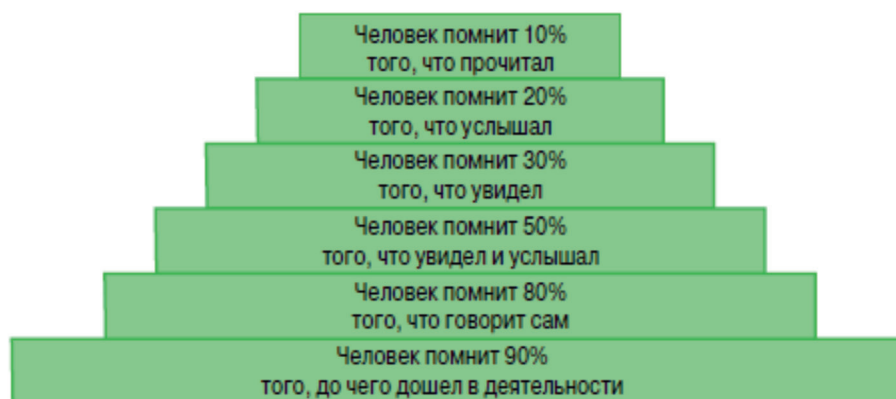 Человек помнит 10%
того, что прочитал
Человек помнит 20%
того, что услышал
Человек помнит 30%
того, что увидел
Человек помнит 50%
того, что увидел и услышал
Человек помнит 80%
того, что говорит сам
Человек помнит 90%
того, до чего дошел в деятельности